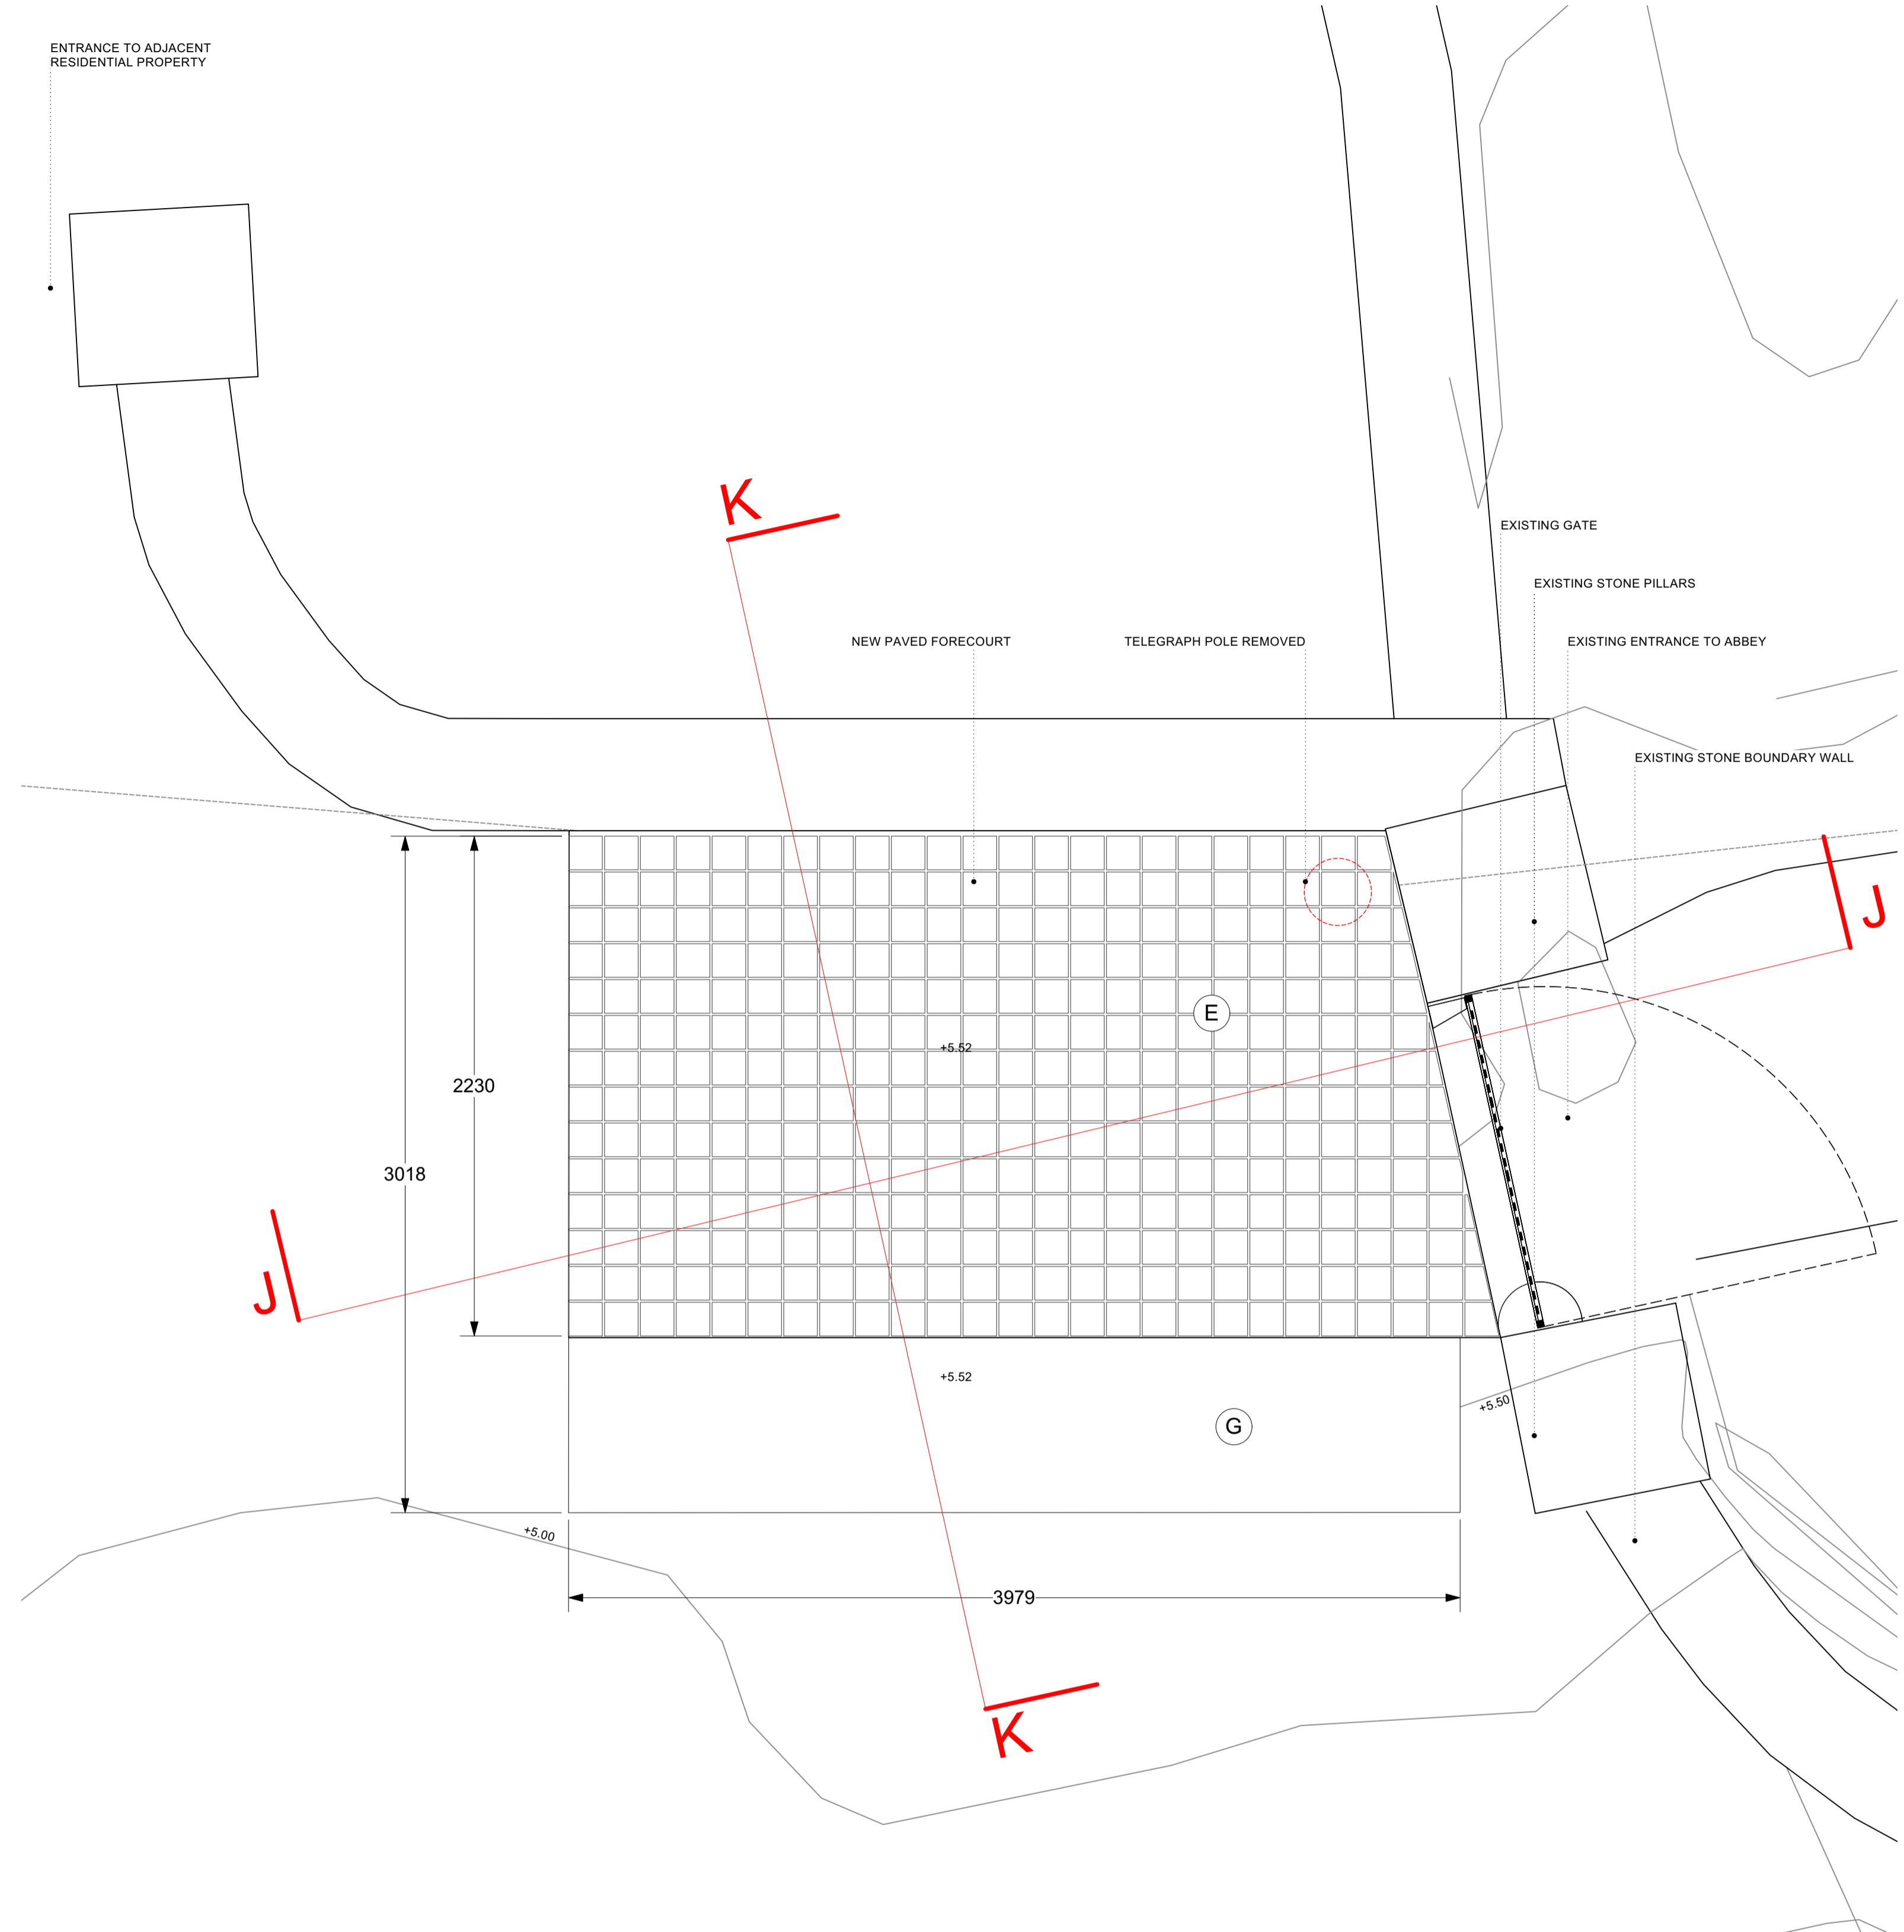 ENTRANCE TO ADJACENT
RESIDENTIAL PROPERTY
K
EXISTING GATE
EXISTING STONE PILLARS
NEW PAVED FORECOURT
TELEGRAPH POLE REMOVED
EXISTING ENTRANCE TO ABBEY
EXISTING STONE BOUNDARY WALL
J
E
+5.52
2230
3018
J
+5.52
+5.50
G
+5.00
3979
K